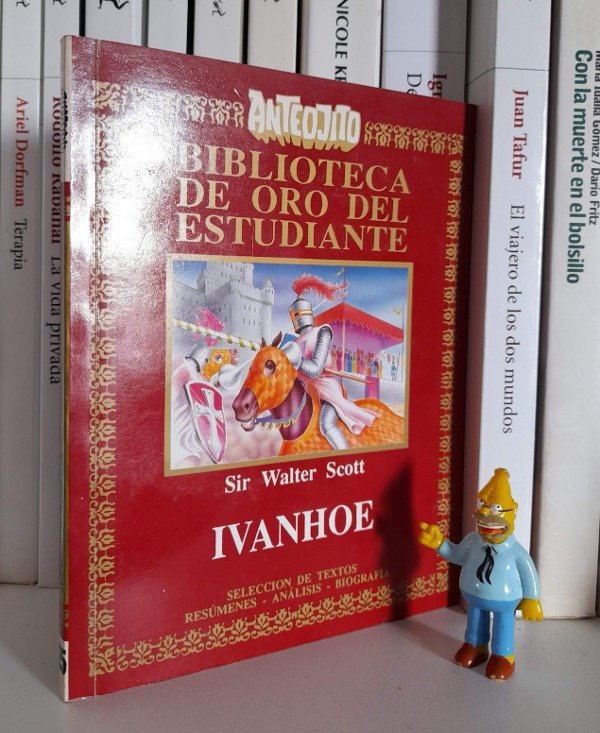 ANTEOJITO
BIBLIOTECA
DE ORO DEL
ESTUDIANTE
Sir Walter Scott
IVANHOE
SELECCION DE TEXTOS
RESÚMENES - ANÁLISIS - BIOGRAFÍA
Ariel Dorfman Terapia
Rodolfo Rabanal La vida privada
NICOLE
Juan Tafur El viajero de los dos mundos
María Idalia Gómez / Darío Fritz
Con la muerte en el bolsillo